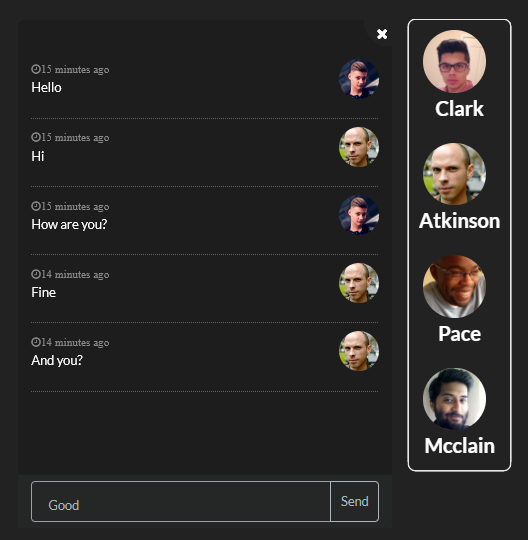 15 minutes ago
Hello
15 minutes ago
Hi
15 minutes ago
How are you?
14 minutes ago
Fine
14 minutes ago
And you?
Good
Send
Clark
Atkinson
Pace
Mcclain